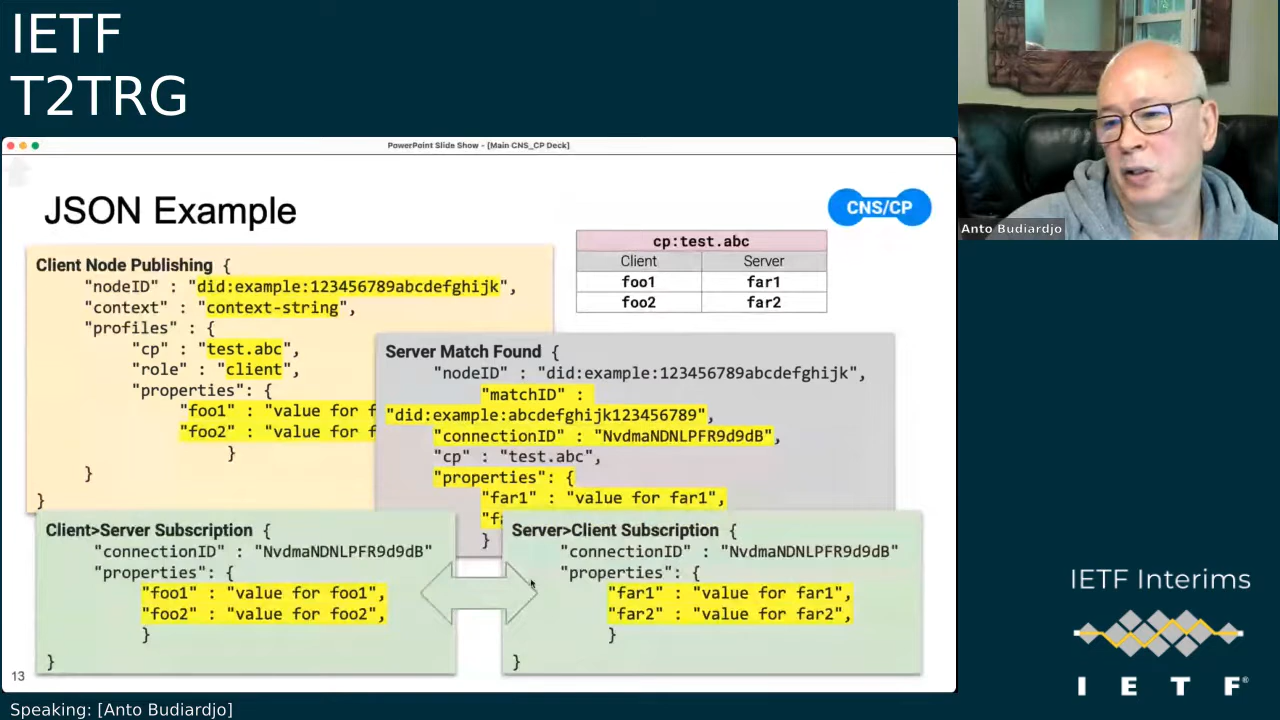 IETF
T2TRG
PowerPoint Slide Show - [Main CNS_CP Deck]
JSON Example
CNS/CP
cp:test.abc
Client Server
foo1 far1
foo2 far2
Client Node Publishing {
"nodeID" : "did:example:123456789abcdefghijk",
"context" : "context-string",
"profiles" : {
"cp" : "test.abc",
"role" : "client",
"properties": {
"foo1" : "value for f
"foo2" : "value for f
}
}
}
Server Match Found {
"nodeID" : "did:example:123456789abcdefghijk",
"matchID" :
"did:example:abcdefghijk123456789",
"connectionID" : "NvdmaNDNLPFR9d9dB",
"cp" : "test.abc",
"properties": {
"far1" : "value for far1",
"f
}
Client>Server Subscription {
"connectionID" : "NvdmaNDNLPFR9d9dB"
"properties": {
"foo1" : "value for foo1",
"foo2" : "value for foo2",
}
}
Server>Client Subscription {
"connectionID" : "NvdmaNDNLPFR9d9dB"
"properties": {
"far1" : "value for far1",
"far2" : "value for far2",
}
}
13
Anto Budiardjo
IETF Interims
I E T F®
Speaking: [Anto Budiardjo]